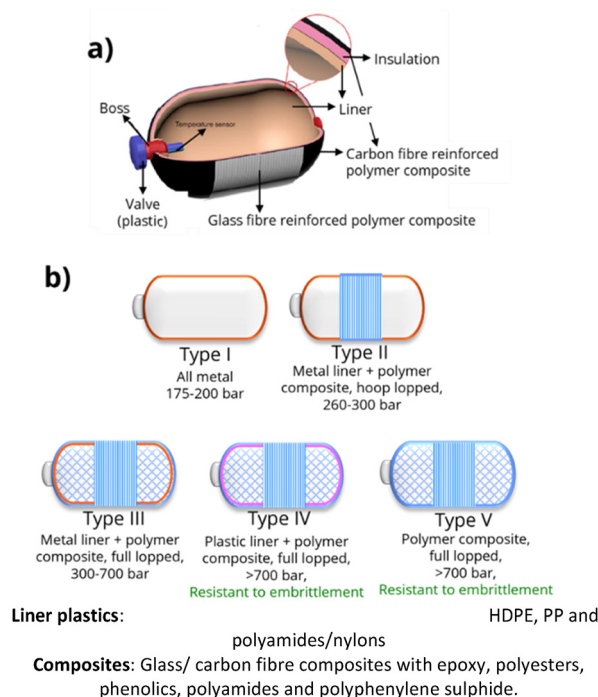 a)
Insulation
Liner
Boss
Temperature sensor
Carbon fibre reinforced
polymer composite
Valve
(plastic)
Glass fibre reinforced polymer composite
b)
Type I
All metal
175-200 bar
Type II
Metal liner + polymer
composite, hoop lopped,
260-300 bar
Type III
Metal liner + polymer
composite, full lopped,
300-700 bar
Type IV
Plastic liner + polymer
composite, full lopped,
>700 bar,
Resistant to embrittlement
Type V
Polymer composite,
full lopped,
>700 bar,
Resistant to embrittlement
Liner plastics: HDPE, PP and
polyamides/nylons
Composites: Glass/ carbon fibre composites with epoxy, polyesters,
phenolics, polyamides and polyphenylene sulphide.